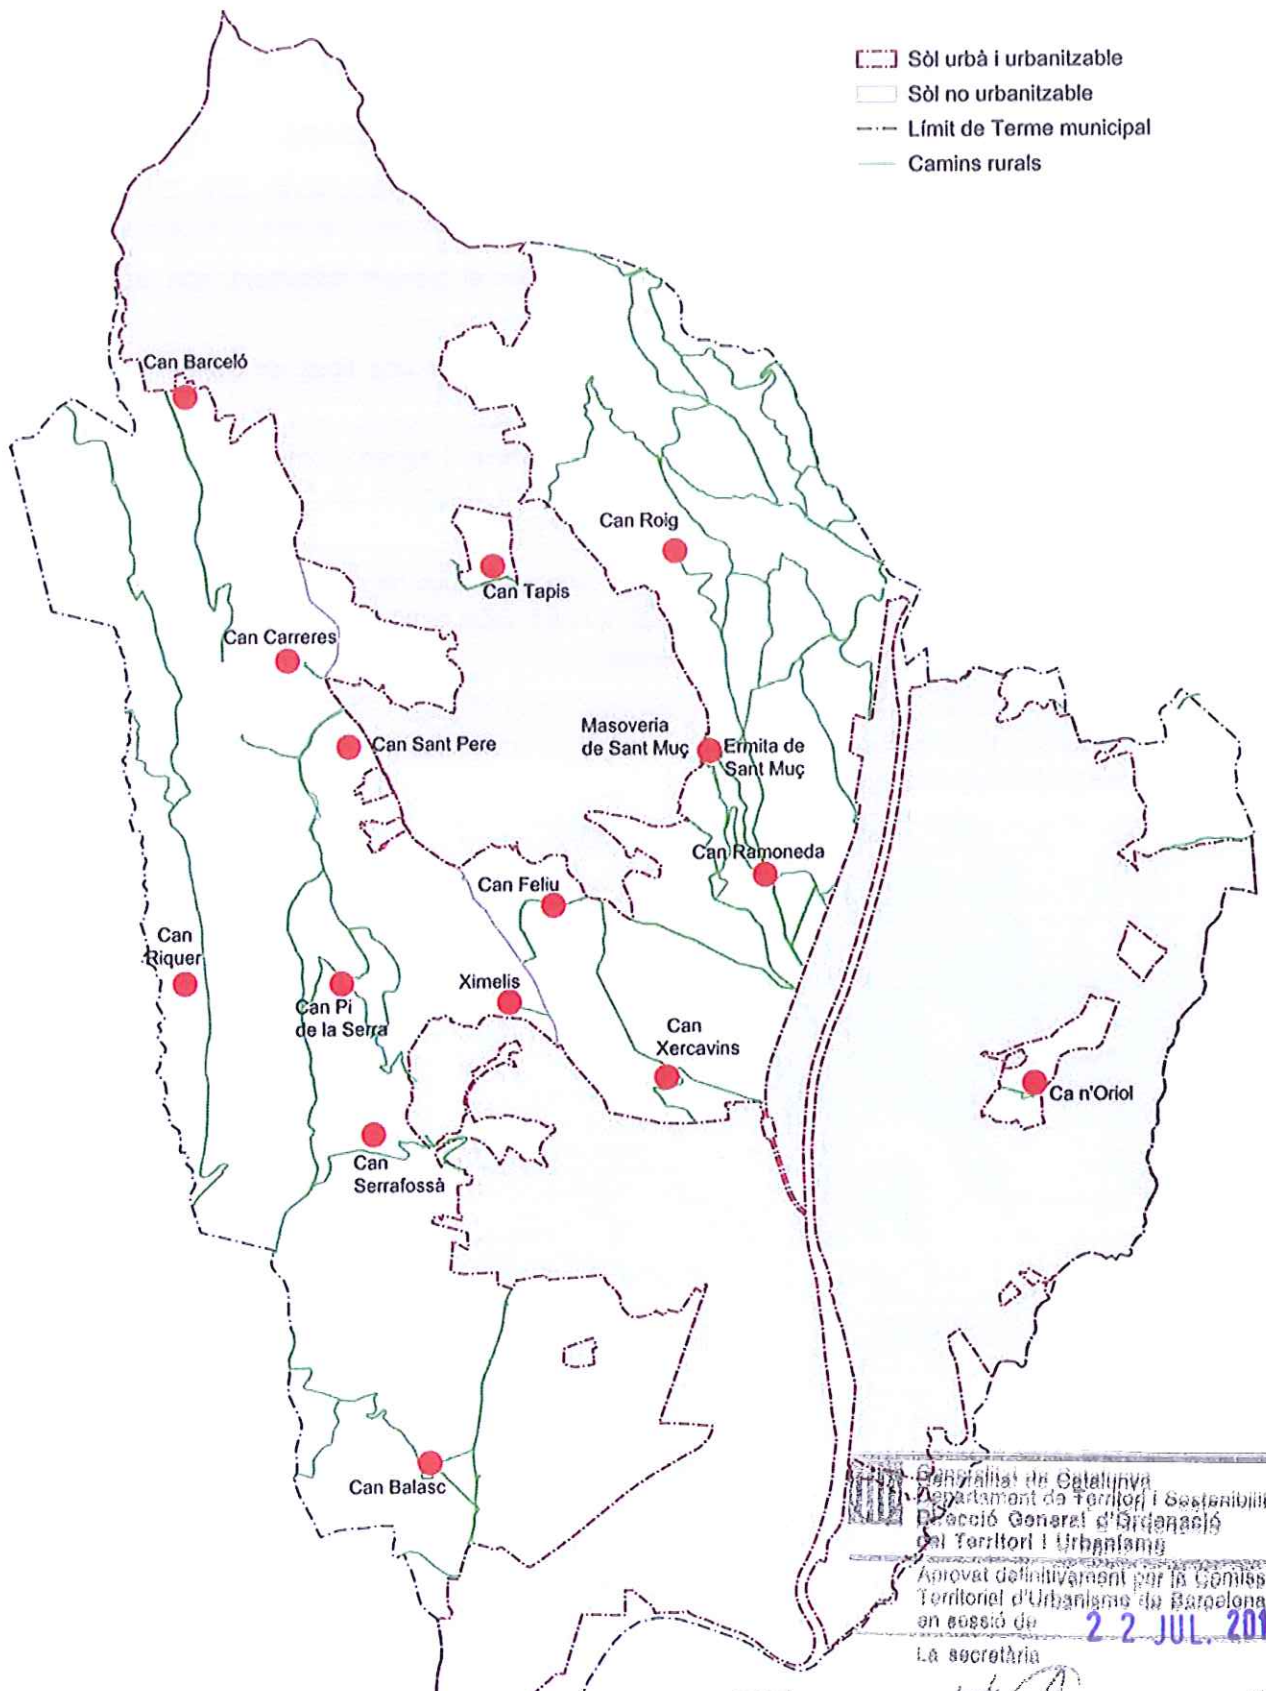 Sòl urbà i urbanitzable
Sòl no urbanitzable
Límit de Terme municipal
Camins rurals
Can Barceló
Can Roig
Can Tapis
Can Carreres
Can Sant Pere
Masoveria
de Sant Muç
Ermita de
Sant Muç
Can Ramoneda
Can Feliu
Can
Riquer
Ximelis
Can Pi
de la Serra
Can
Xercavins
Ca n'Oriol
Can
Serrafossà
Can Balasc
Generalitat de Catalunya
Departament de Territori i Sostenibili
Direcció General d'Ordenació
del Territori i Urbanisme
Aprovat definitivament per la Comiss
Territorial d'Urbanisme de Barcelona
en sessió de 22 JUL. 201
La secretària